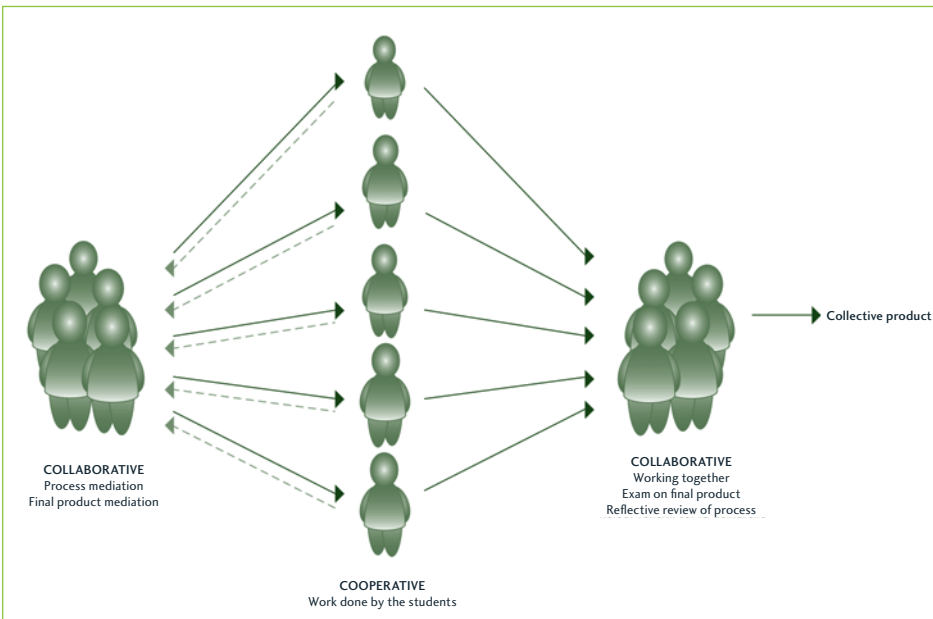 Collective product
COLLABORATIVE
Process mediation
Final product mediation
COLLABORATIVE
Working together
Exam on final product
Reflective review of process
COOPERATIVE
Work done by the students